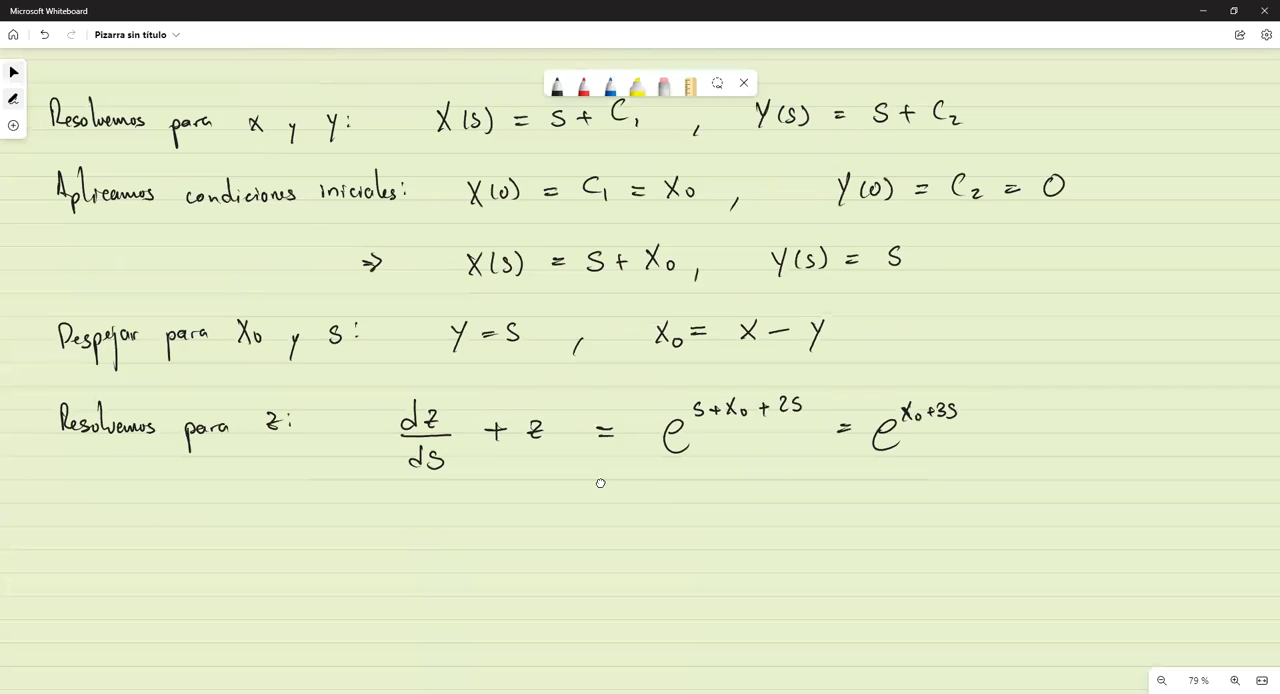 Microsoft Whiteboard
Pizarra sin título
Resolvemos para x y y: X(s) = s + C₁ , Y(s) = s + C₂
Aplicamos condiciones iniciales: X(0) = C₁ = X₀ , Y(0) = C₂ = 0
⇒ X(s) = s + X₀ , Y(s) = s
Despejar para X₀ y s: y = s , X₀ = x − y
Resolvemos para z: dz/ds + z = e^(s+X₀+2s) = e^(X₀+3s)
79 %